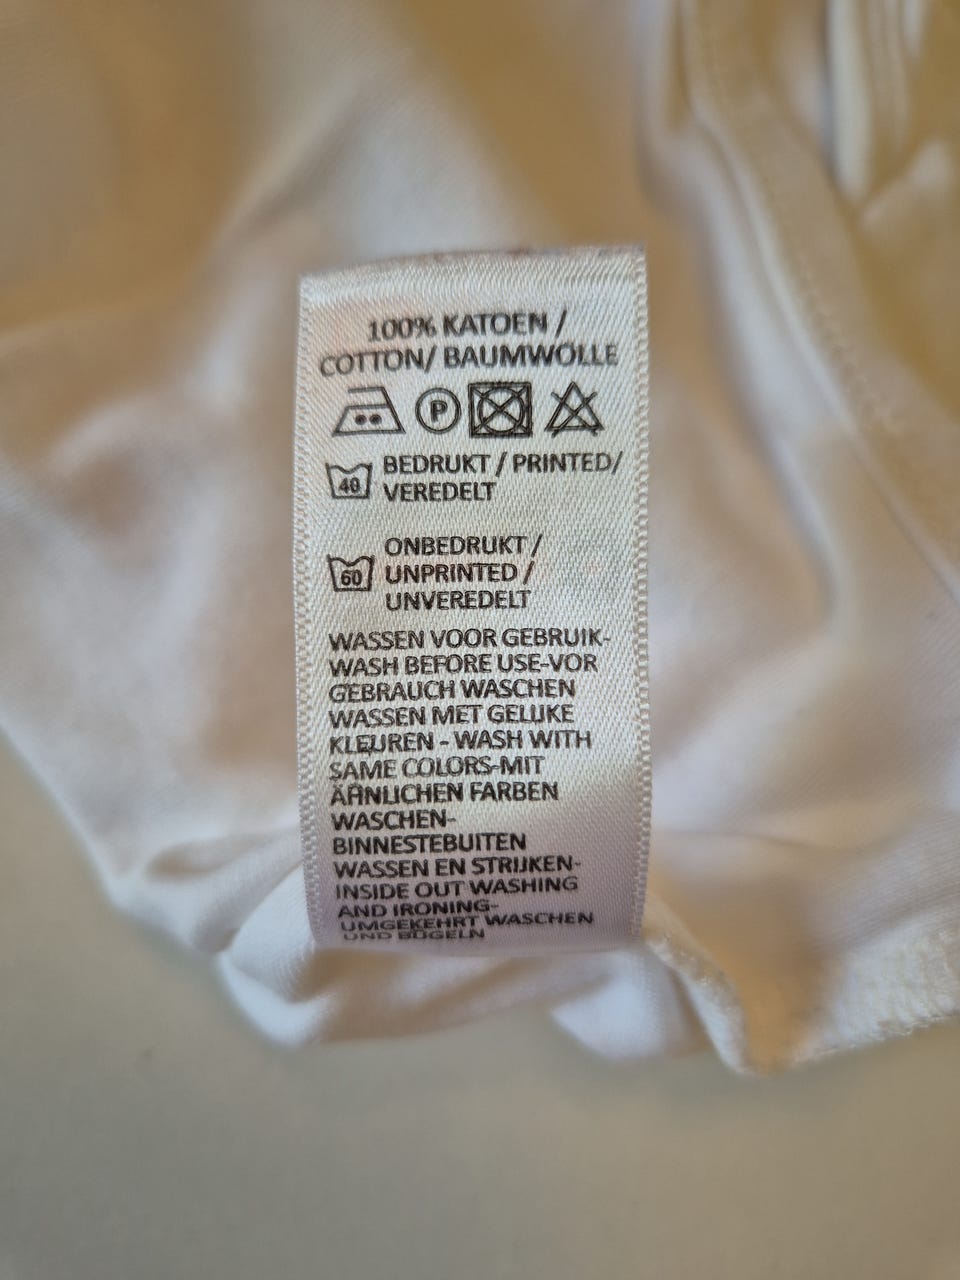 100% KATOEN /
COTTON/ BAUMWOLLE
P
40 BEDRUKT / PRINTED/
VEREDELT
60 ONBEDRUKT /
UNPRINTED /
UNVEREDELT
WASSEN VOOR GEBRUIK-
WASH BEFORE USE-VOR
GEBRAUCH WASCHEN
WASSEN MET GELIJKE
KLEUREN - WASH WITH
SAME COLORS-MIT
ÄHNLICHEN FARBEN
WASCHEN-
BINNESTEBUITEN
WASSEN EN STRIJKEN-
INSIDE OUT WASHING
AND IRONING-
UMGEKEHRT WASCHEN
UND BÜGELN